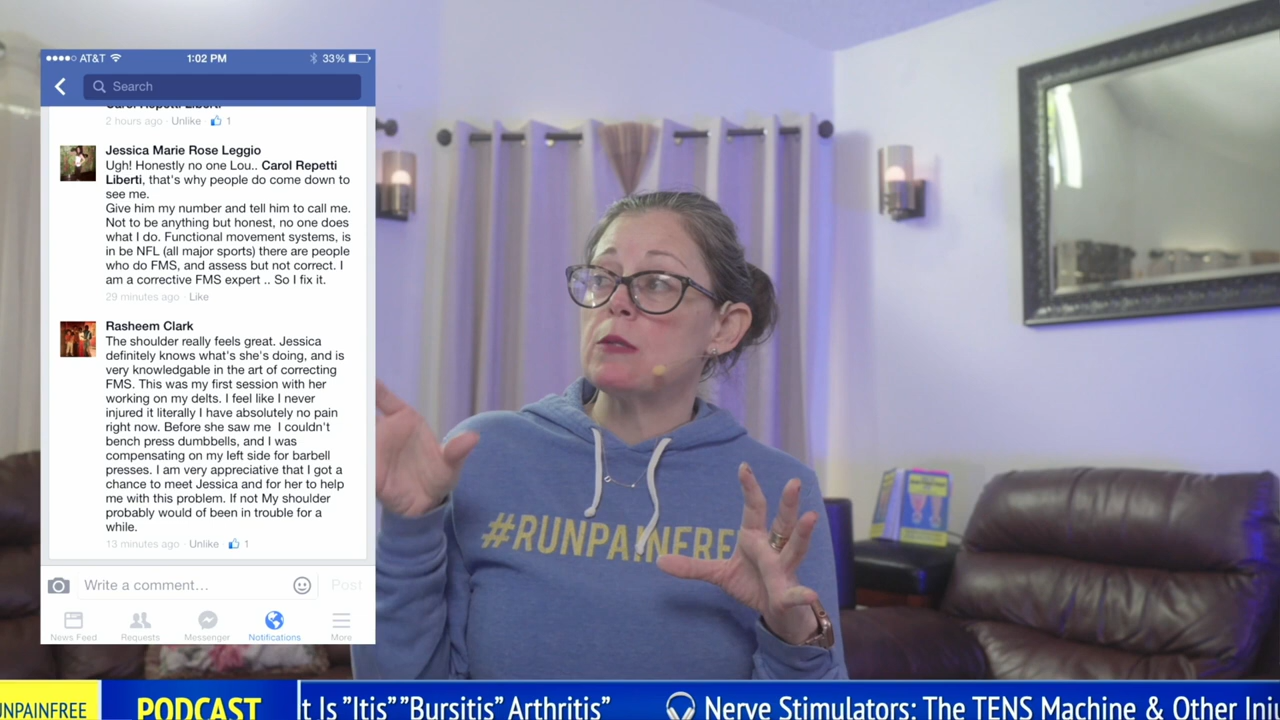 AT&T
1:02 PM
33%
Search
Carol Repetti Liberti
2 hours ago · Unlike 1
Jessica Marie Rose Leggio
Ugh! Honestly no one Lou.. Carol Repetti
Liberti, that's why people do come down to
see me.
Give him my number and tell him to call me.
Not to be anything but honest, no one does
what I do. Functional movement systems, is
in be NFL (all major sports) there are people
who do FMS, and assess but not correct. I
am a corrective FMS expert .. So I fix it.
29 minutes ago · Like
Rasheem Clark
The shoulder really feels great. Jessica
definitely knows what's she's doing, and is
very knowledgable in the art of correcting
FMS. This was my first session with her
working on my delts. I feel like I never
injured it literally I have absolutely no pain
right now. Before she saw me I couldn't
bench press dumbbells, and I was
compensating on my left side for barbell
presses. I am very appreciative that I got a
chance to meet Jessica and for her to help
me with this problem. If not My shoulder
probably would of been in trouble for a
while.
13 minutes ago · Unlike 1
Write a comment...
Post
News Feed
Requests
Messenger
Notifications
More
#RUNPAINFREE
UNPAINFREE
PODCAST
t Is "Itis" "Bursitis" Arthritis"
Nerve Stimulators: The TENS Machine & Other Inj